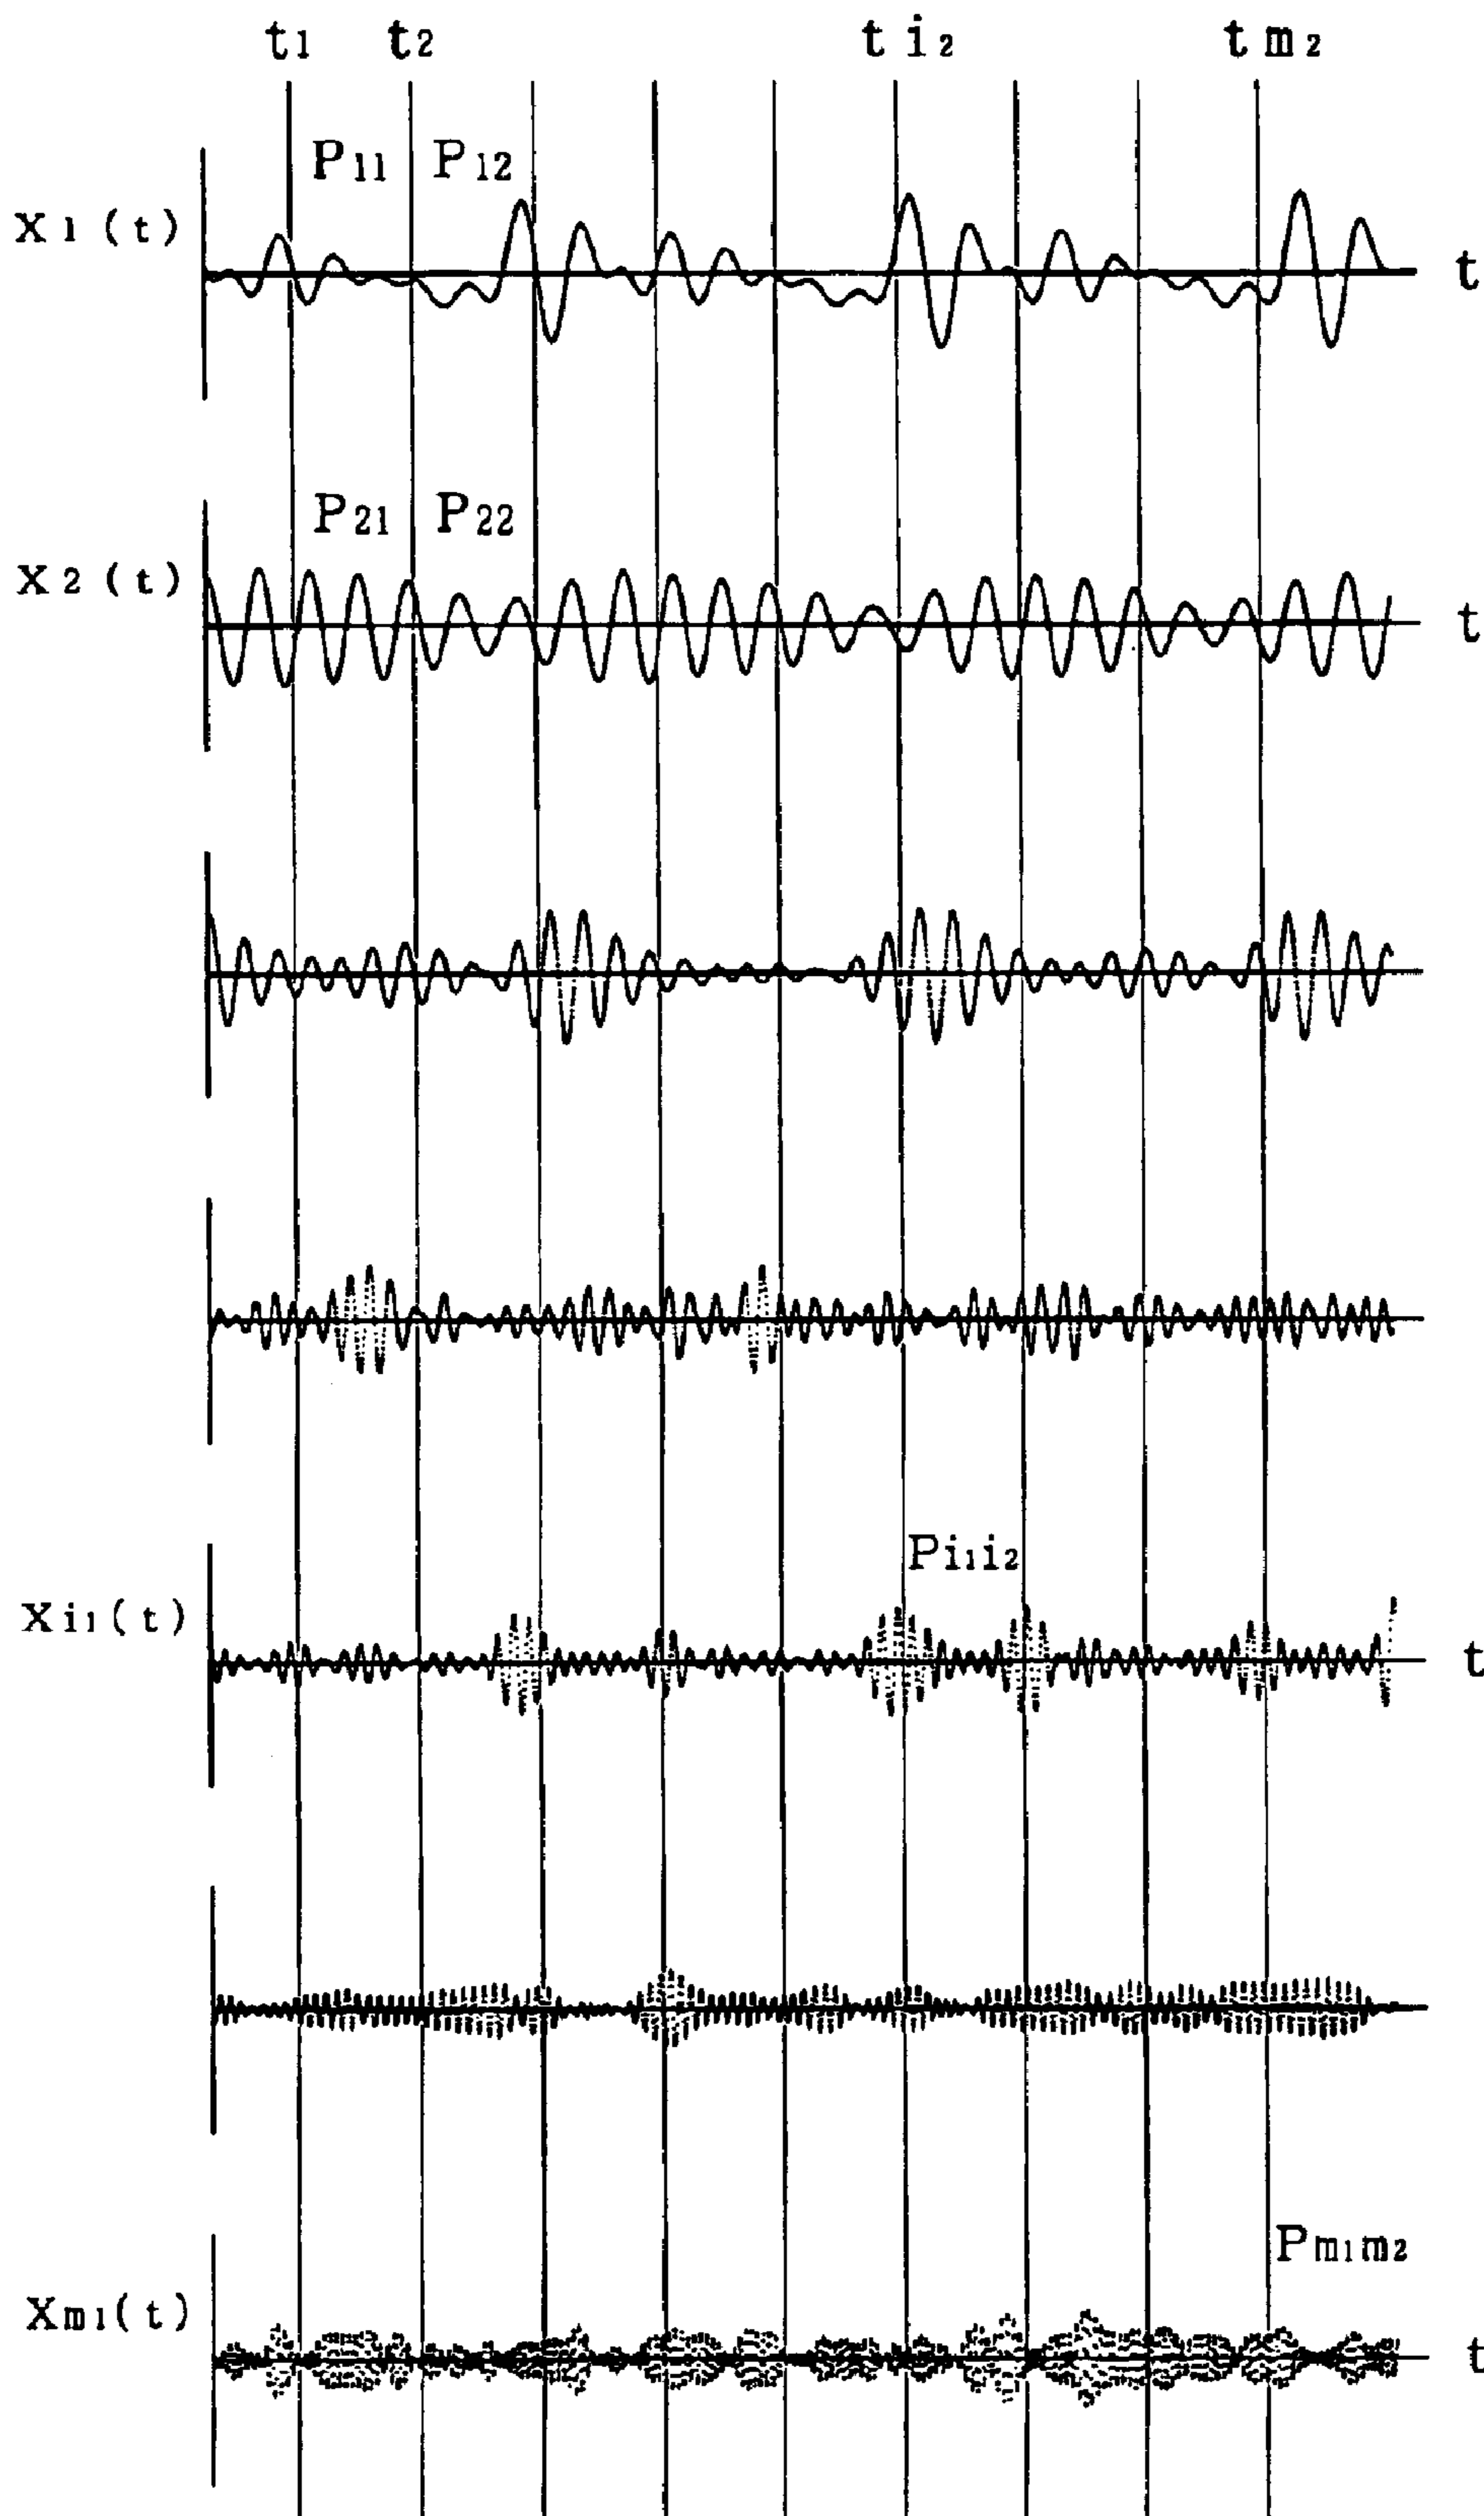 t1 t2 ti2 tm2
P11 P12
x1(t) t
P21 P22
x2(t) t
Pi1i2
xi1(t) t
Pm1m2
xm1(t) t